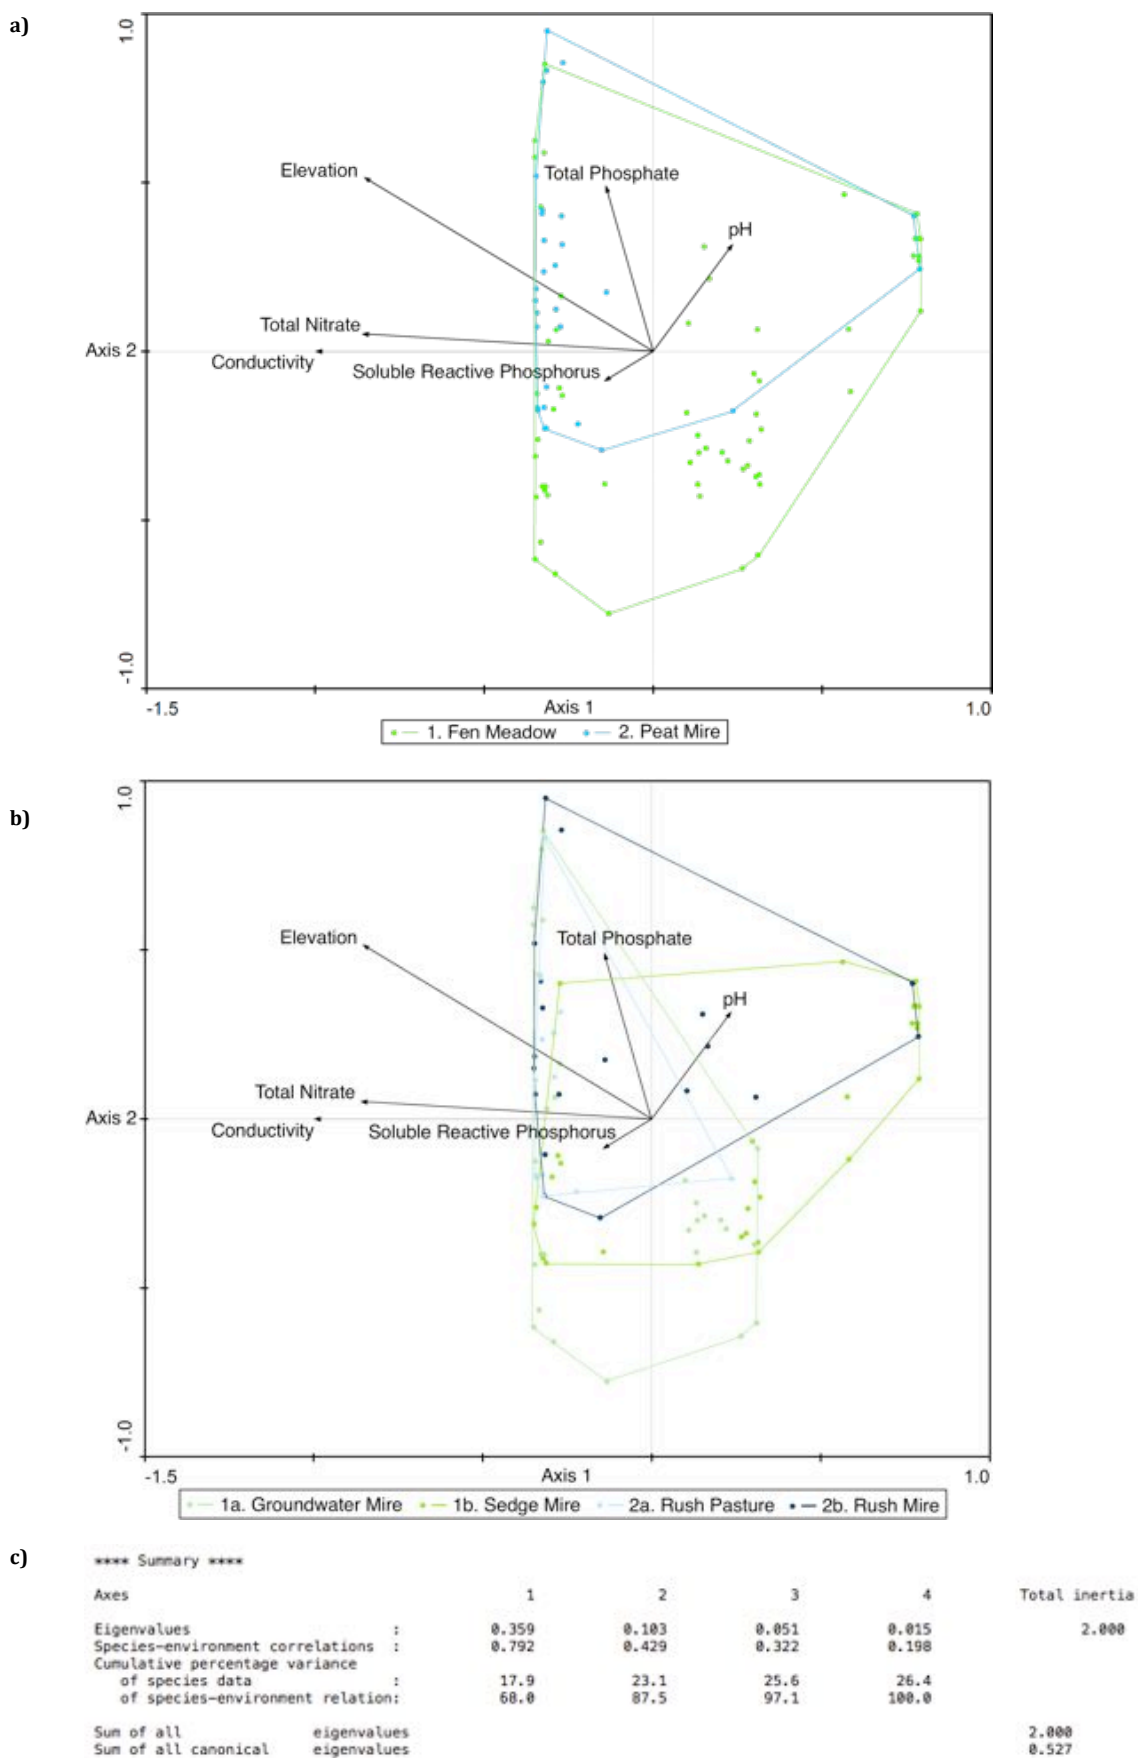 a)
1.0
Elevation
Total Phosphate
pH
Total Nitrate
Axis 2
Conductivity
Soluble Reactive Phosphorus
-1.0
-1.5
Axis 1
1.0
1. Fen Meadow
2. Peat Mire
b)
1.0
Elevation
Total Phosphate
pH
Total Nitrate
Axis 2
Conductivity
Soluble Reactive Phosphorus
-1.0
-1.5
Axis 1
1.0
1a. Groundwater Mire 1b. Sedge Mire 2a. Rush Pasture 2b. Rush Mire
c)
**** Summary ****
Axes 1 2 3 4 Total inertia
Eigenvalues : 0.359 0.103 0.051 0.015 2.000
Species-environment correlations : 0.792 0.429 0.322 0.198
Cumulative percentage variance
of species data : 17.9 23.1 25.6 26.4
of species-environment relation: 68.0 87.5 97.1 100.0
Sum of all eigenvalues 2.000
Sum of all canonical eigenvalues 0.527